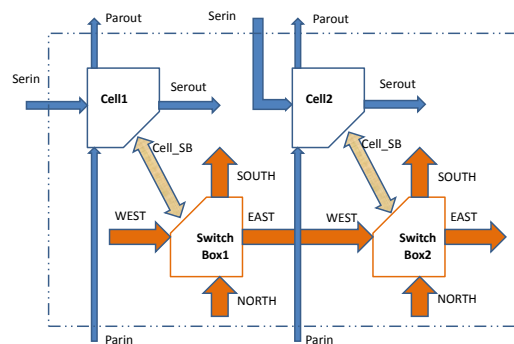 Parout
Serin
Parout
Serin
Cell1
Serout
Cell2
Serout
Cell_SB
Cell_SB
SOUTH
SOUTH
WEST
EAST
WEST
EAST
Switch
Box1
Switch
Box2
NORTH
NORTH
Parin
Parin